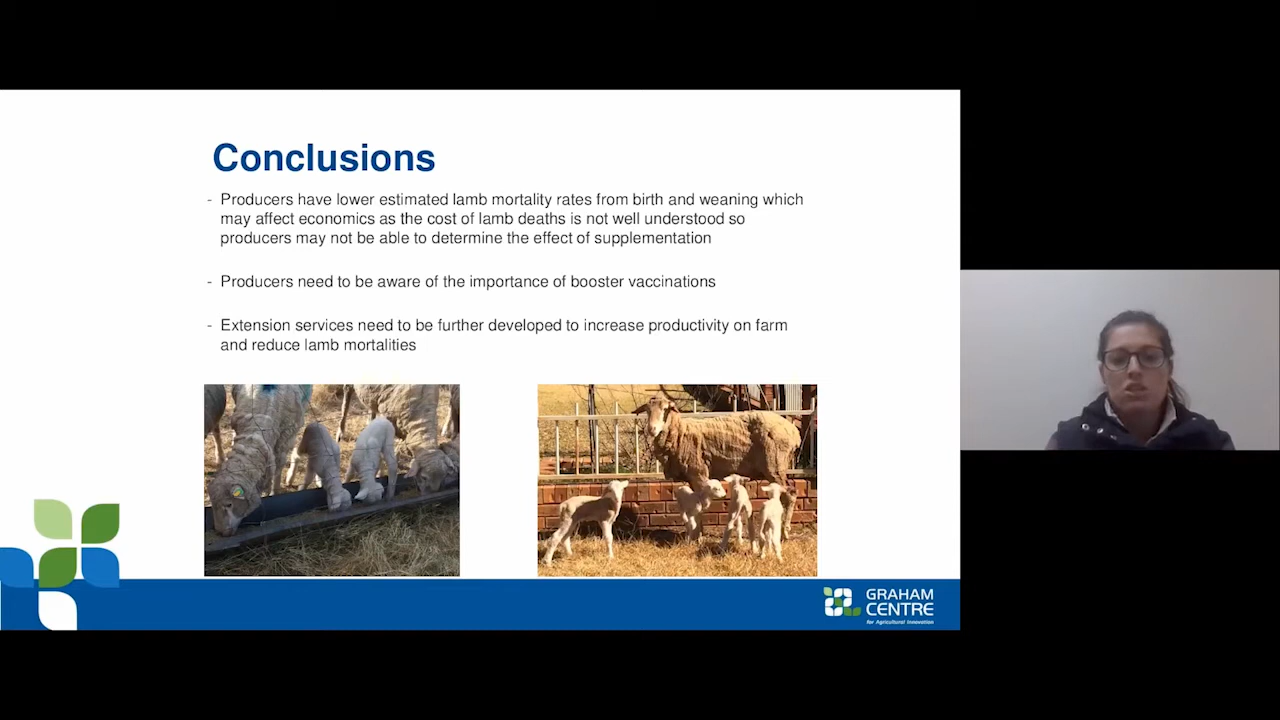 Conclusions
- Producers have lower estimated lamb mortality rates from birth and weaning which
may affect economics as the cost of lamb deaths is not well understood so
producers may not be able to determine the effect of supplementation
- Producers need to be aware of the importance of booster vaccinations
- Extension services need to be further developed to increase productivity on farm
and reduce lamb mortalities
GRAHAM
CENTRE
for Agricultural Innovation